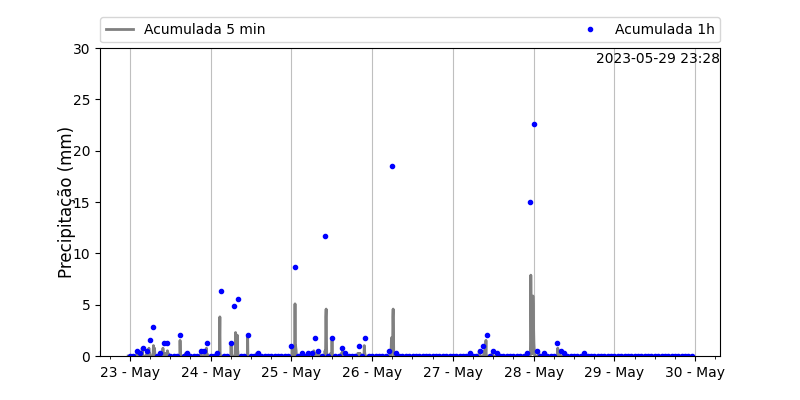 Acumulada 5 min
Acumulada 1h
2023-05-29 23:28
Precipitação (mm)
30
25
20
15
10
5
0
23 - May
24 - May
25 - May
26 - May
27 - May
28 - May
29 - May
30 - May